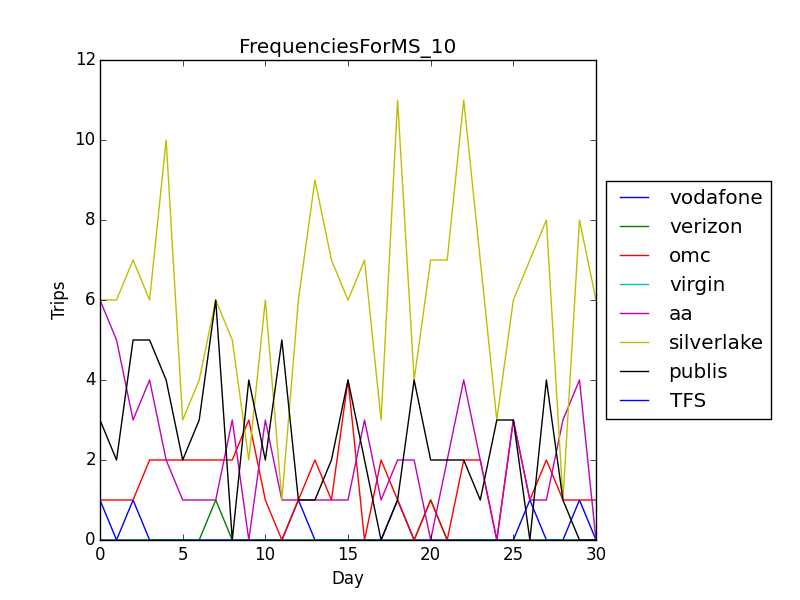 FrequenciesForMS_10
12
10
8
6
4
2
0
Trips
0 5 10 15 20 25 30
Day
vodafone
verizon
omc
virgin
aa
silverlake
publis
TFS